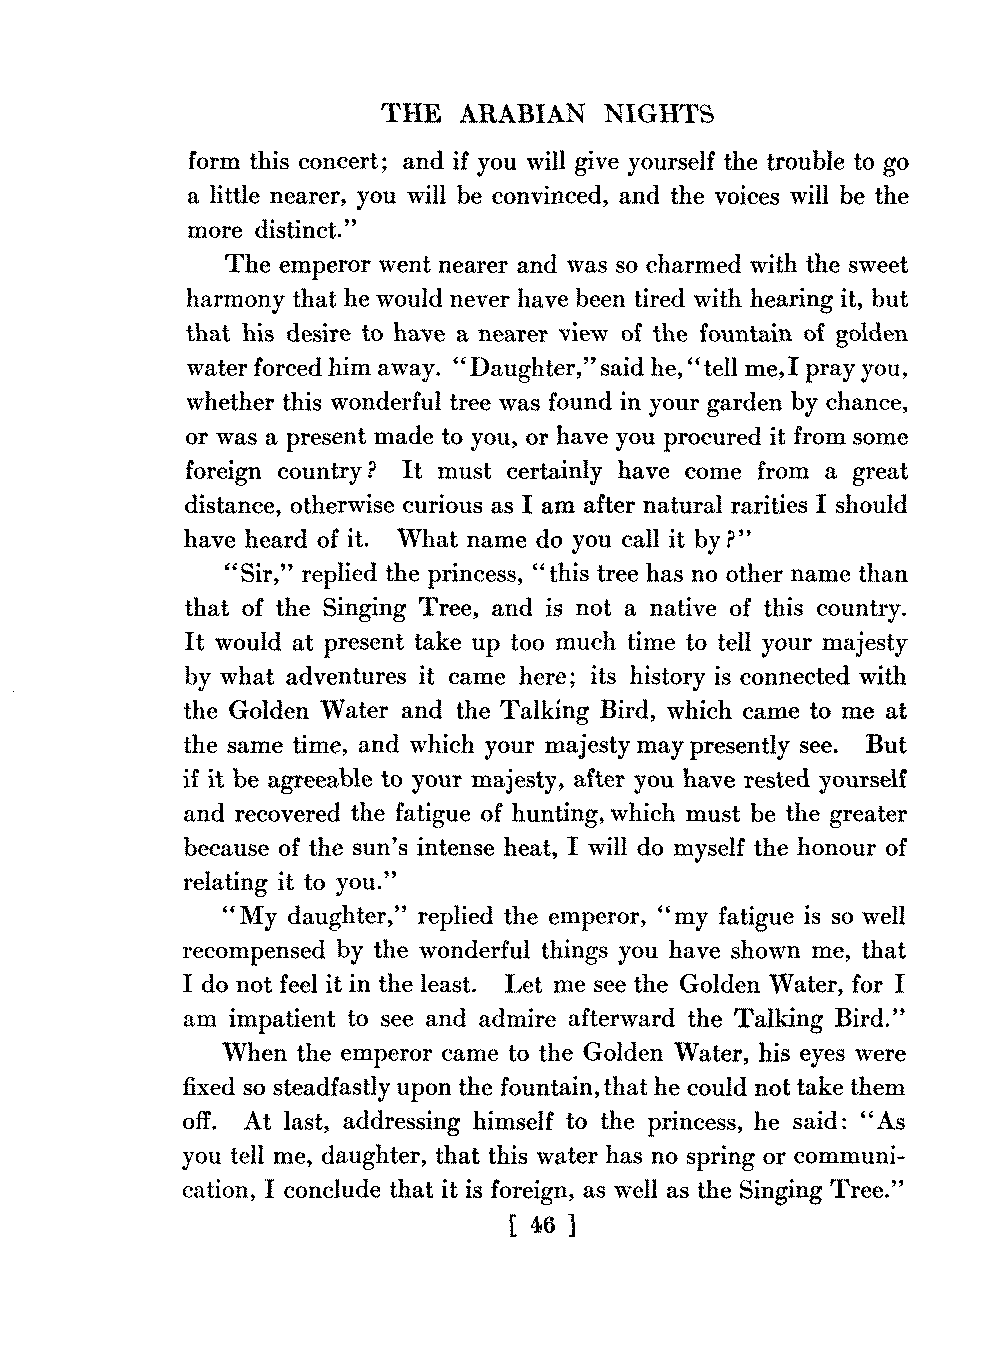 THE ARABIAN NIGHTS
form this concert; and if you will give yourself the trouble to go
a little nearer, you will be convinced, and the voices will be the
more distinct."
The emperor went nearer and was so charmed with the sweet
harmony that he would never have been tired with hearing it, but
that his desire to have a nearer view of the fountain of golden
water forced him away. "Daughter," said he, "tell me, I pray you,
whether this wonderful tree was found in your garden by chance,
or was a present made to you, or have you procured it from some
foreign country? It must certainly have come from a great
distance, otherwise curious as I am after natural rarities I should
have heard of it. What name do you call it by?"
"Sir," replied the princess, "this tree has no other name than
that of the Singing Tree, and is not a native of this country.
It would at present take up too much time to tell your majesty
by what adventures it came here; its history is connected with
the Golden Water and the Talking Bird, which came to me at
the same time, and which your majesty may presently see. But
if it be agreeable to your majesty, after you have rested yourself
and recovered the fatigue of hunting, which must be the greater
because of the sun's intense heat, I will do myself the honour of
relating it to you."
"My daughter," replied the emperor, "my fatigue is so well
recompensed by the wonderful things you have shown me, that
I do not feel it in the least. Let me see the Golden Water, for I
am impatient to see and admire afterward the Talking Bird."
When the emperor came to the Golden Water, his eyes were
fixed so steadfastly upon the fountain, that he could not take them
off. At last, addressing himself to the princess, he said: "As
you tell me, daughter, that this water has no spring or communi-
cation, I conclude that it is foreign, as well as the Singing Tree."
[ 46 ]